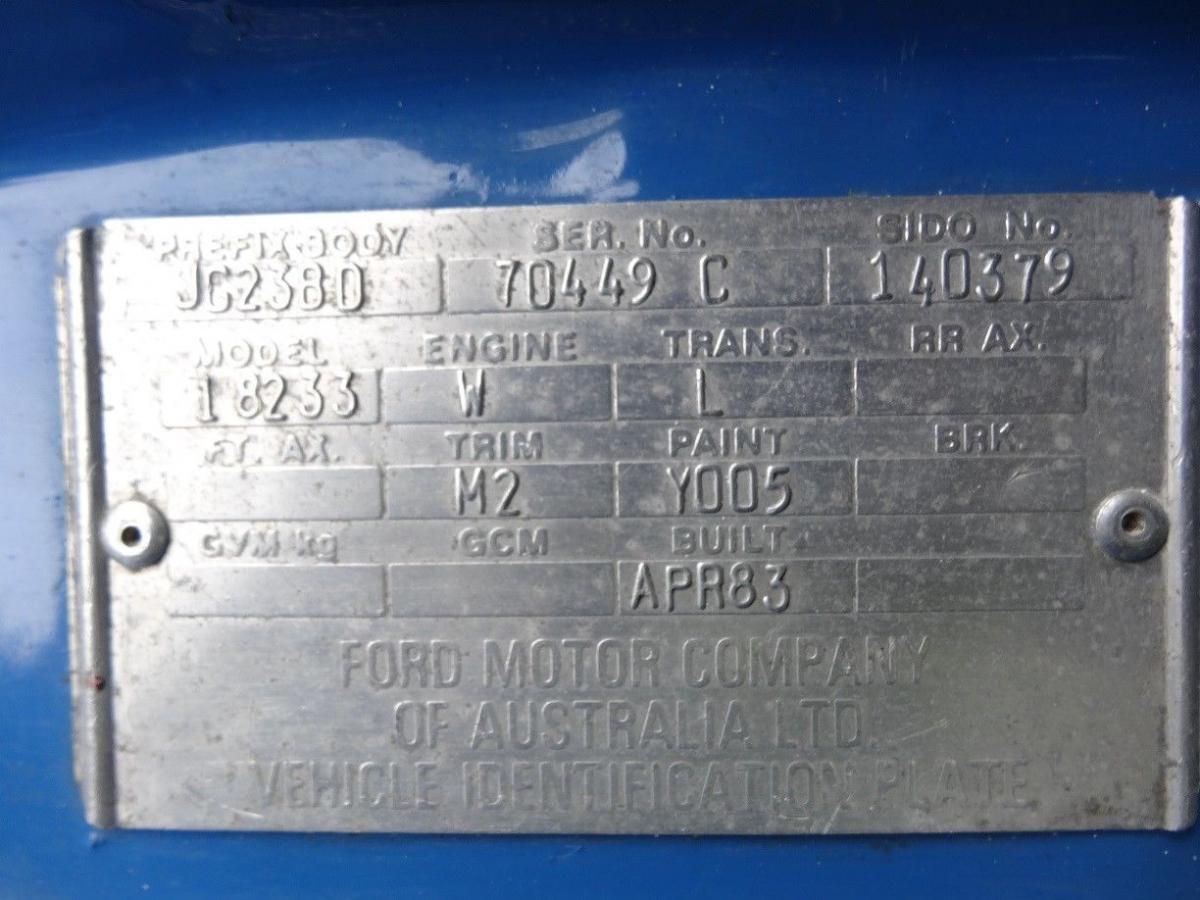 PREFIX-BODY SER. No. SIDO No.
JC23BD 70449 C 140379
MODEL ENGINE TRANS. RR AX.
18233 W L
FT. AX. TRIM PAINT BRK.
M2 Y005
GVM kg GCM BUILT
APR83
FORD MOTOR COMPANY
OF AUSTRALIA LTD.
VEHICLE IDENTIFICATION PLATE